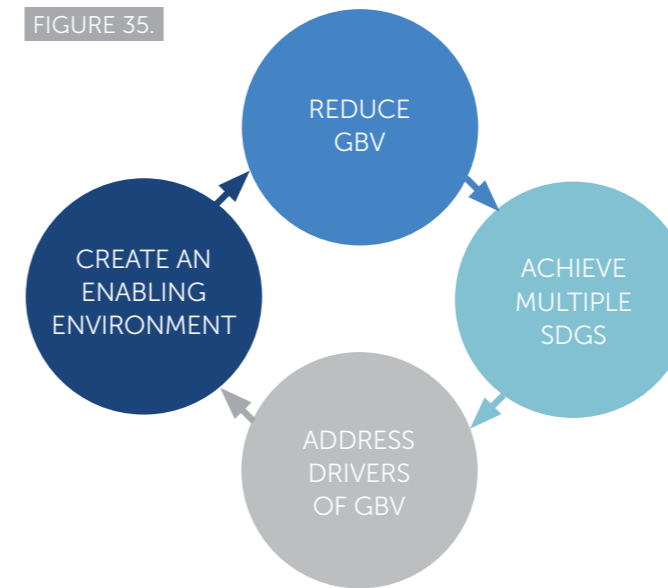 FIGURE 35.
REDUCE
GBV
ACHIEVE
MULTIPLE
SDGS
ADDRESS
DRIVERS
OF GBV
CREATE AN
ENABLING
ENVIRONMENT